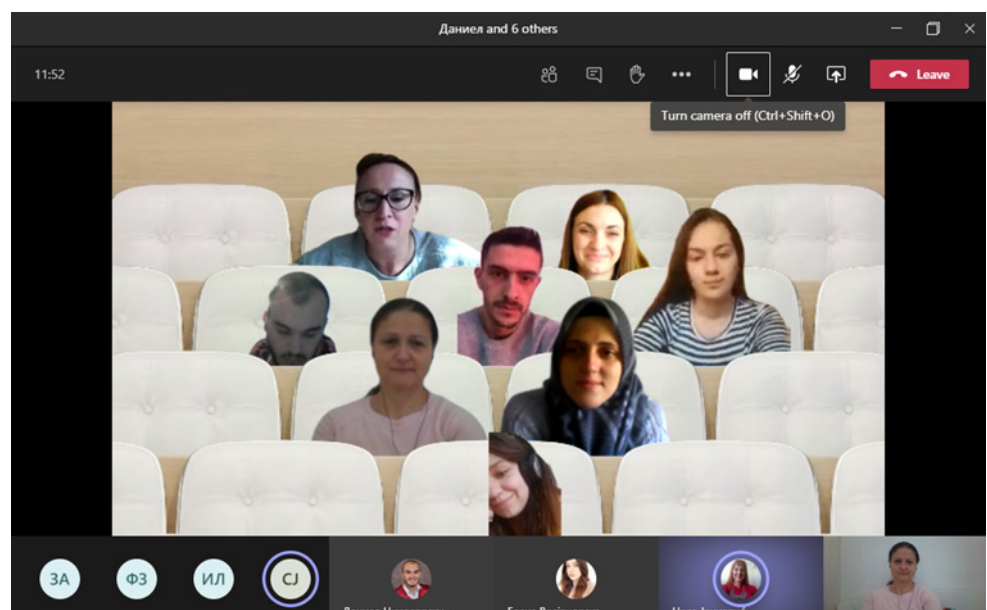 Даниел and 6 others
11:52
Leave
Turn camera off (Ctrl+Shift+O)
ЗА
ФЗ
ИЛ
CJ